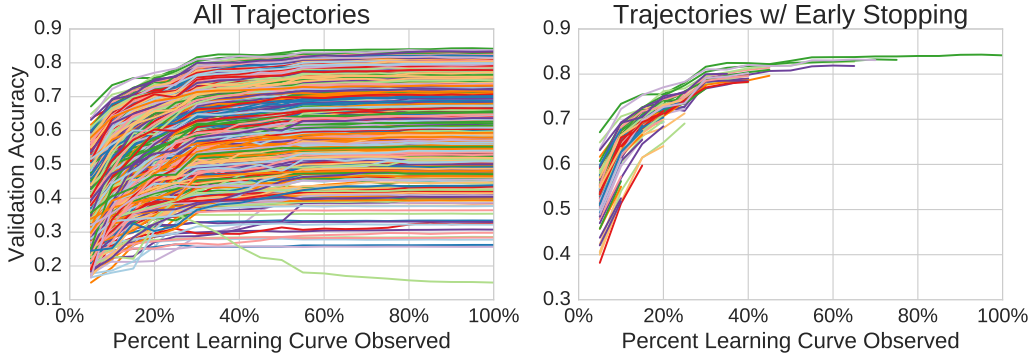 All Trajectories
Trajectories w/ Early Stopping
Validation Accuracy
0.9
0.8
0.7
0.6
0.5
0.4
0.3
0.2
0.1
0% 20% 40% 60% 80% 100%
Percent Learning Curve Observed
0.9
0.8
0.7
0.6
0.5
0.4
0.3
0% 20% 40% 60% 80% 100%
Percent Learning Curve Observed